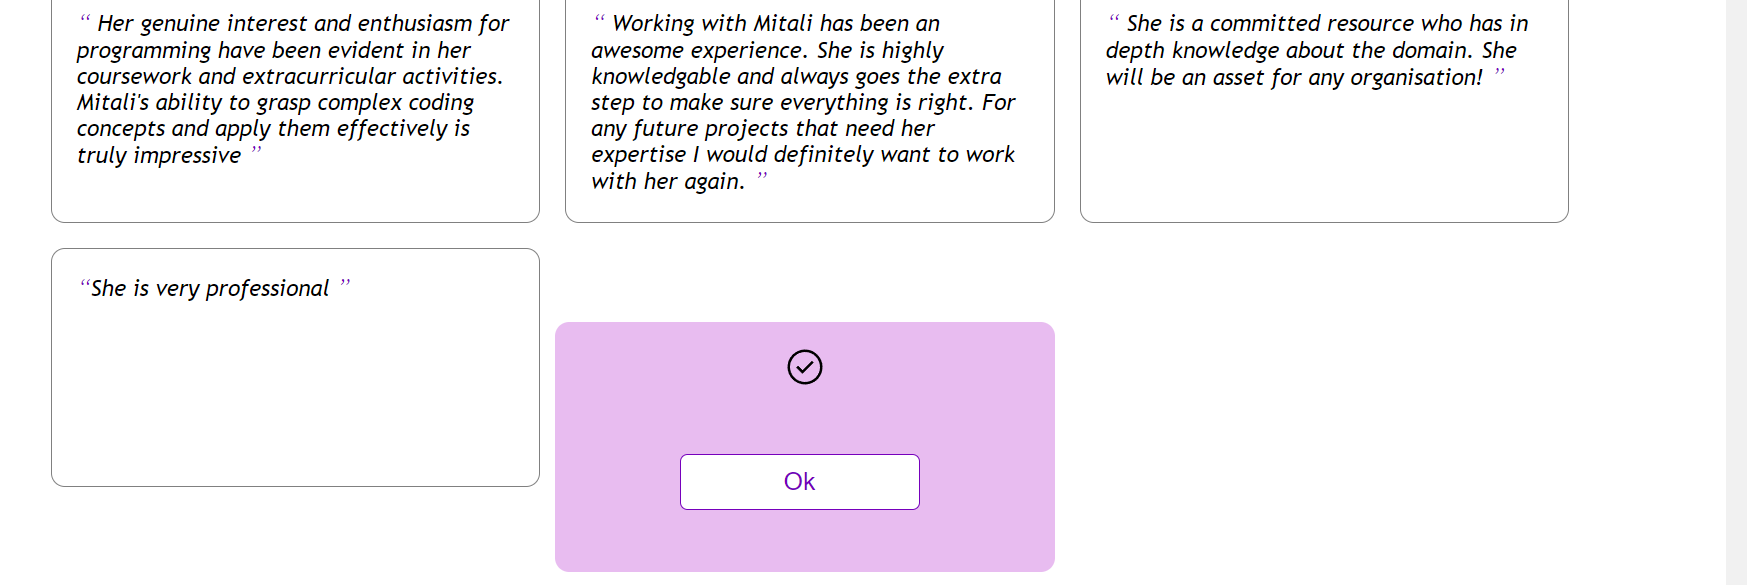 “ Her genuine interest and enthusiasm for
programming have been evident in her
coursework and extracurricular activities.
Mitali's ability to grasp complex coding
concepts and apply them effectively is
truly impressive ”
“ Working with Mitali has been an
awesome experience. She is highly
knowledgable and always goes the extra
step to make sure everything is right. For
any future projects that need her
expertise I would definitely want to work
with her again. ”
“ She is a committed resource who has in
depth knowledge about the domain. She
will be an asset for any organisation! ”
“She is very professional ”
Ok